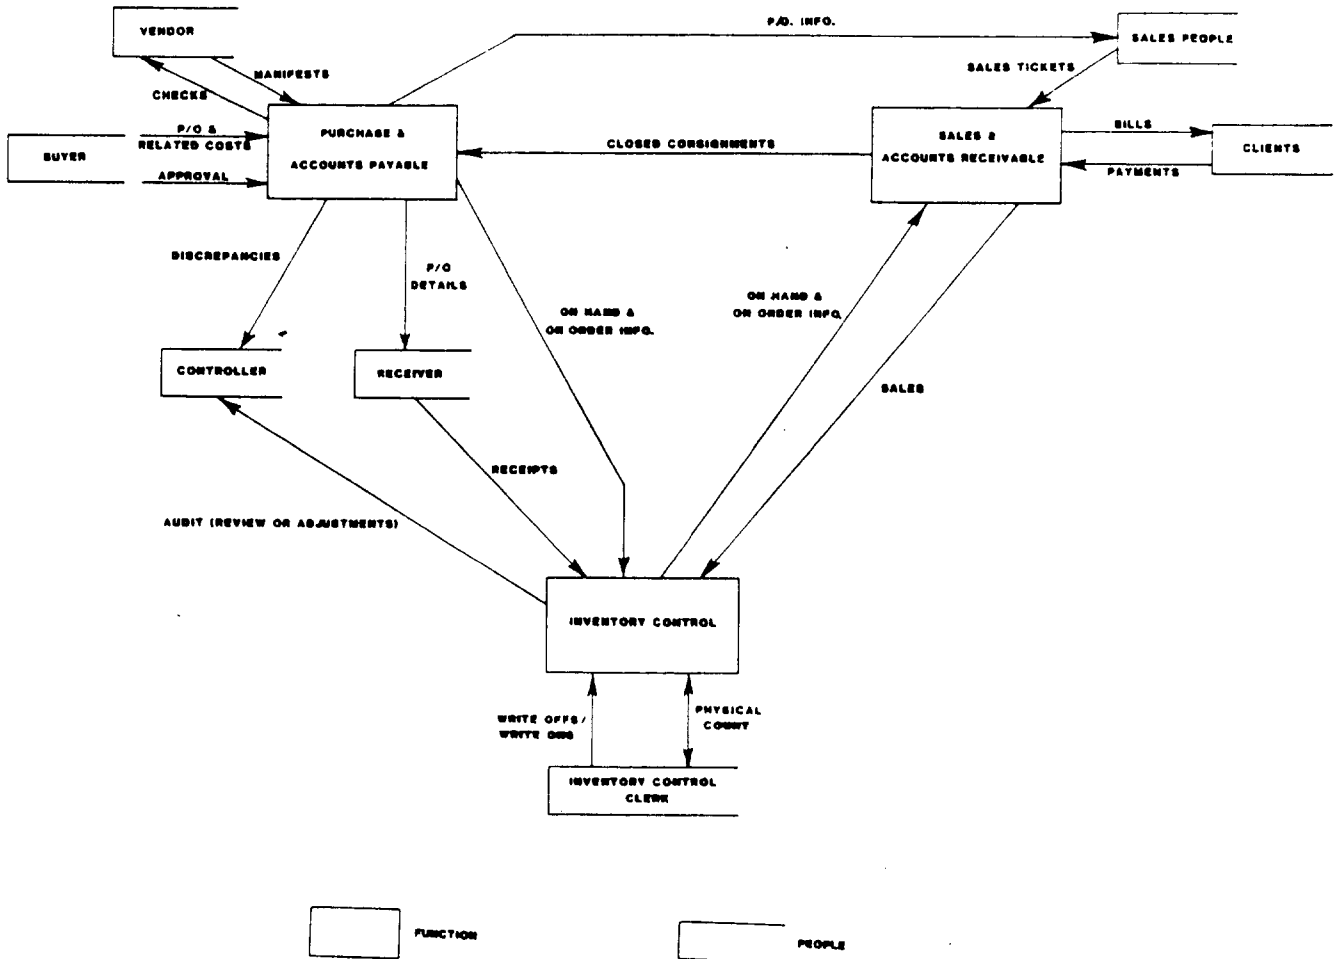 P/O. INFO.
VENDOR
SALES PEOPLE
MANIFESTS
SALES TICKETS
CHECKS
P/O &
RELATED COSTS
PURCHASE &
ACCOUNTS PAYABLE
SALES &
ACCOUNTS RECEIVABLE
BILLS
CLOSED CONSIGNMENTS
BUYER
CLIENTS
APPROVAL
PAYMENTS
DISCREPANCIES
P/O
DETAILS
ON HAND &
ON ORDER INFO.
ON HAND &
ON ORDER INFO.
CONTROLLER
RECEIVER
SALES
RECEIPTS
AUDIT (REVIEW OR ADJUSTMENTS)
INVENTORY CONTROL
WRITE OFFS/
WRITE ONS
PHYSICAL
COUNT
INVENTORY CONTROL
CLERK
FUNCTION
PEOPLE